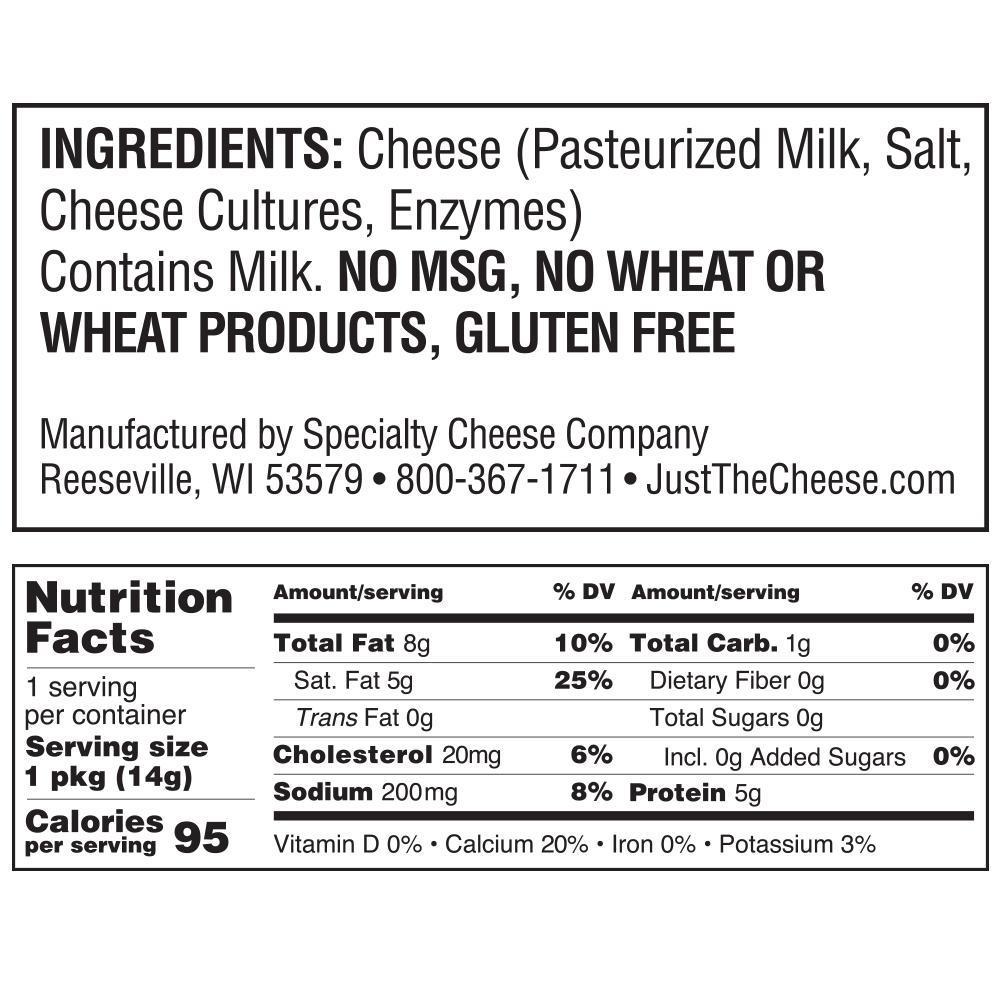 INGREDIENTS: Cheese (Pasteurized Milk, Salt,
Cheese Cultures, Enzymes)
Contains Milk. NO MSG, NO WHEAT OR
WHEAT PRODUCTS, GLUTEN FREE
Manufactured by Specialty Cheese Company
Reeseville, WI 53579 • 800-367-1711 • JustTheCheese.com
Nutrition
Facts
1 serving
per container
Serving size
1 pkg (14g)
Calories
per serving 95
Amount/serving % DV
Total Fat 8g 10%
Sat. Fat 5g 25%
Trans Fat 0g
Cholesterol 20mg 6%
Sodium 200mg 8%
Amount/serving % DV
Total Carb. 1g 0%
Dietary Fiber 0g 0%
Total Sugars 0g
Incl. 0g Added Sugars 0%
Protein 5g
Vitamin D 0% • Calcium 20% • Iron 0% • Potassium 3%